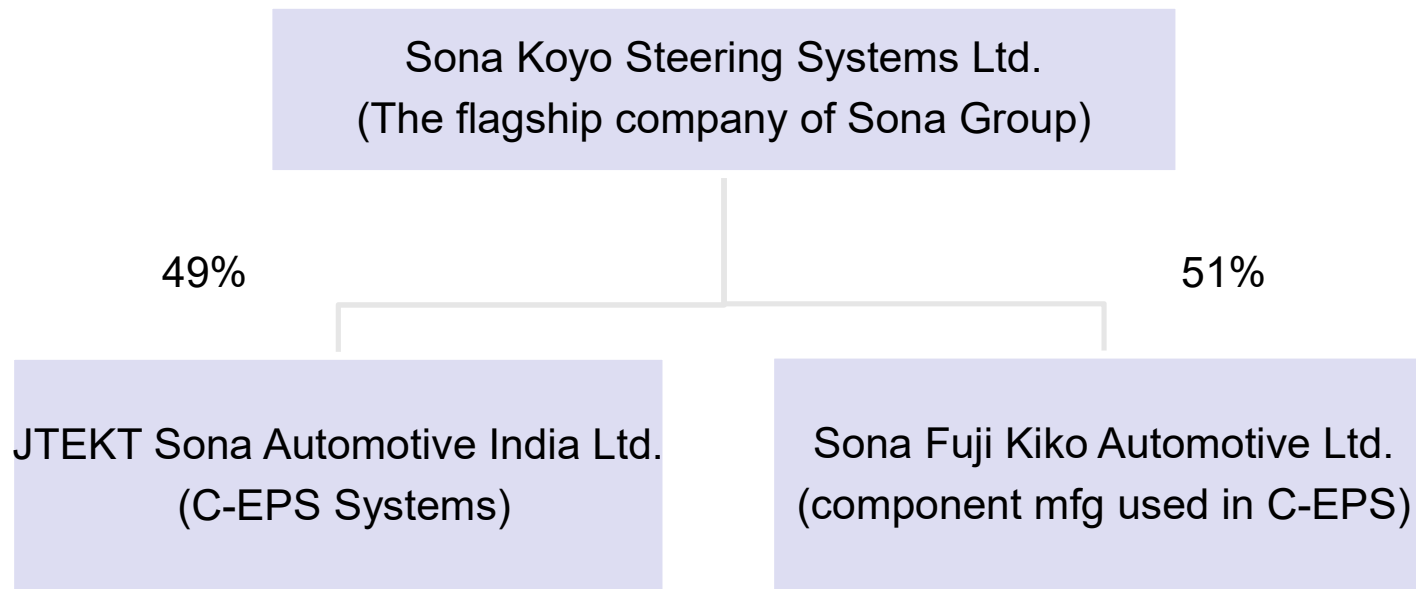 Sona Koyo Steering Systems Ltd.
(The flagship company of Sona Group)
49%
51%
JTEKT Sona Automotive India Ltd.
(C-EPS Systems)
Sona Fuji Kiko Automotive Ltd.
(component mfg used in C-EPS)